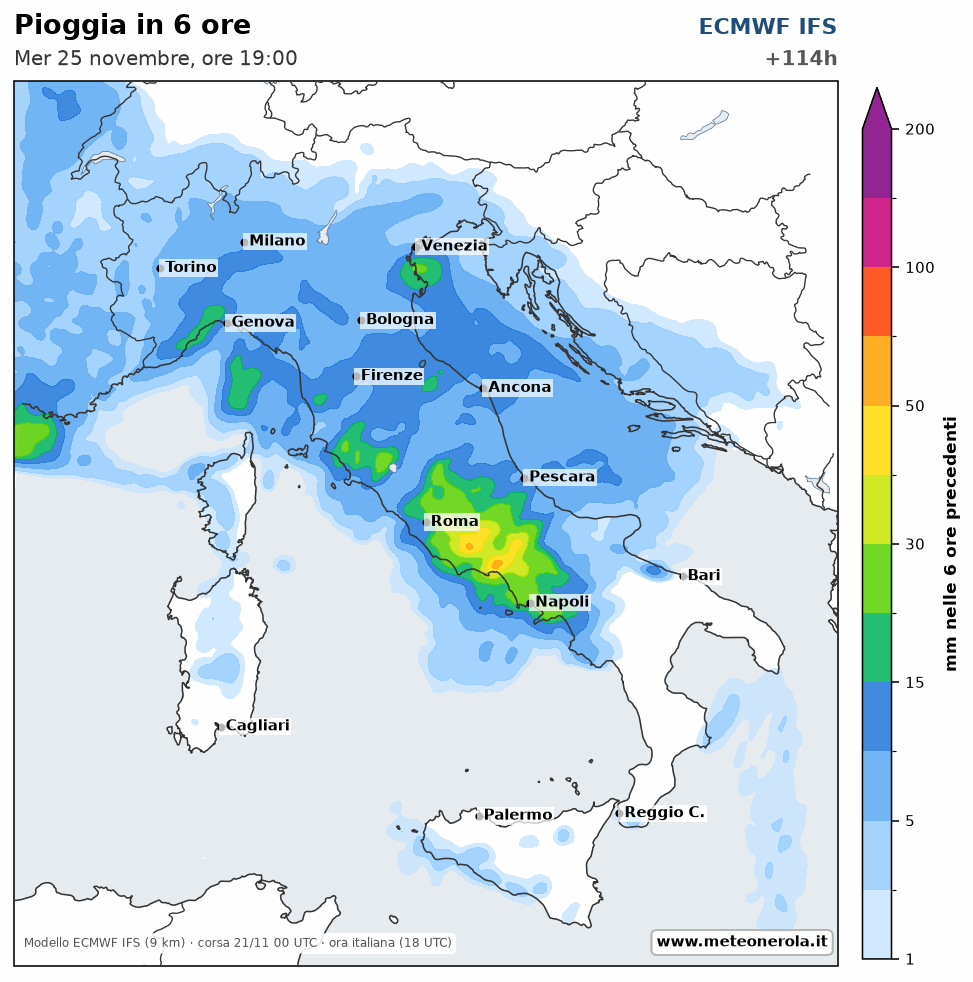 Pioggia in 6 ore
ECMWF IFS
Mer 25 novembre, ore 19:00
+114h
200
100
50
30
15
5
1
mm nelle 6 ore precedenti
Milano
Venezia
Torino
Genova
Bologna
Firenze
Ancona
Pescara
Roma
Bari
Napoli
Cagliari
Palermo
Reggio C.
Modello ECMWF IFS (9 km) · corsa 21/11 00 UTC · ora italiana (18 UTC)
www.meteonerola.it